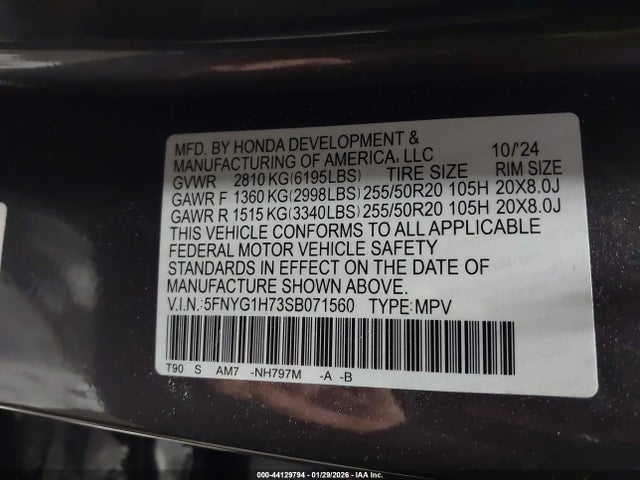 MFD. BY HONDA DEVELOPMENT & 10/'24
MANUFACTURING OF AMERICA, LLC
GVWR 2810 KG(6195LBS) TIRE SIZE RIM SIZE
GAWR F 1360 KG(2998LBS) 255/50R20 105H 20X8.0J
GAWR R 1515 KG(3340LBS) 255/50R20 105H 20X8.0J
THIS VEHICLE CONFORMS TO ALL APPLICABLE
FEDERAL MOTOR VEHICLE SAFETY
STANDARDS IN EFFECT ON THE DATE OF
MANUFACTURE SHOWN ABOVE.
V.I.N.:5FNYG1H73SB071560 TYPE:MPV
T90 S AM7 -NH797M -A -B
000-44129794 | 01/29/2026 - IAA Inc.